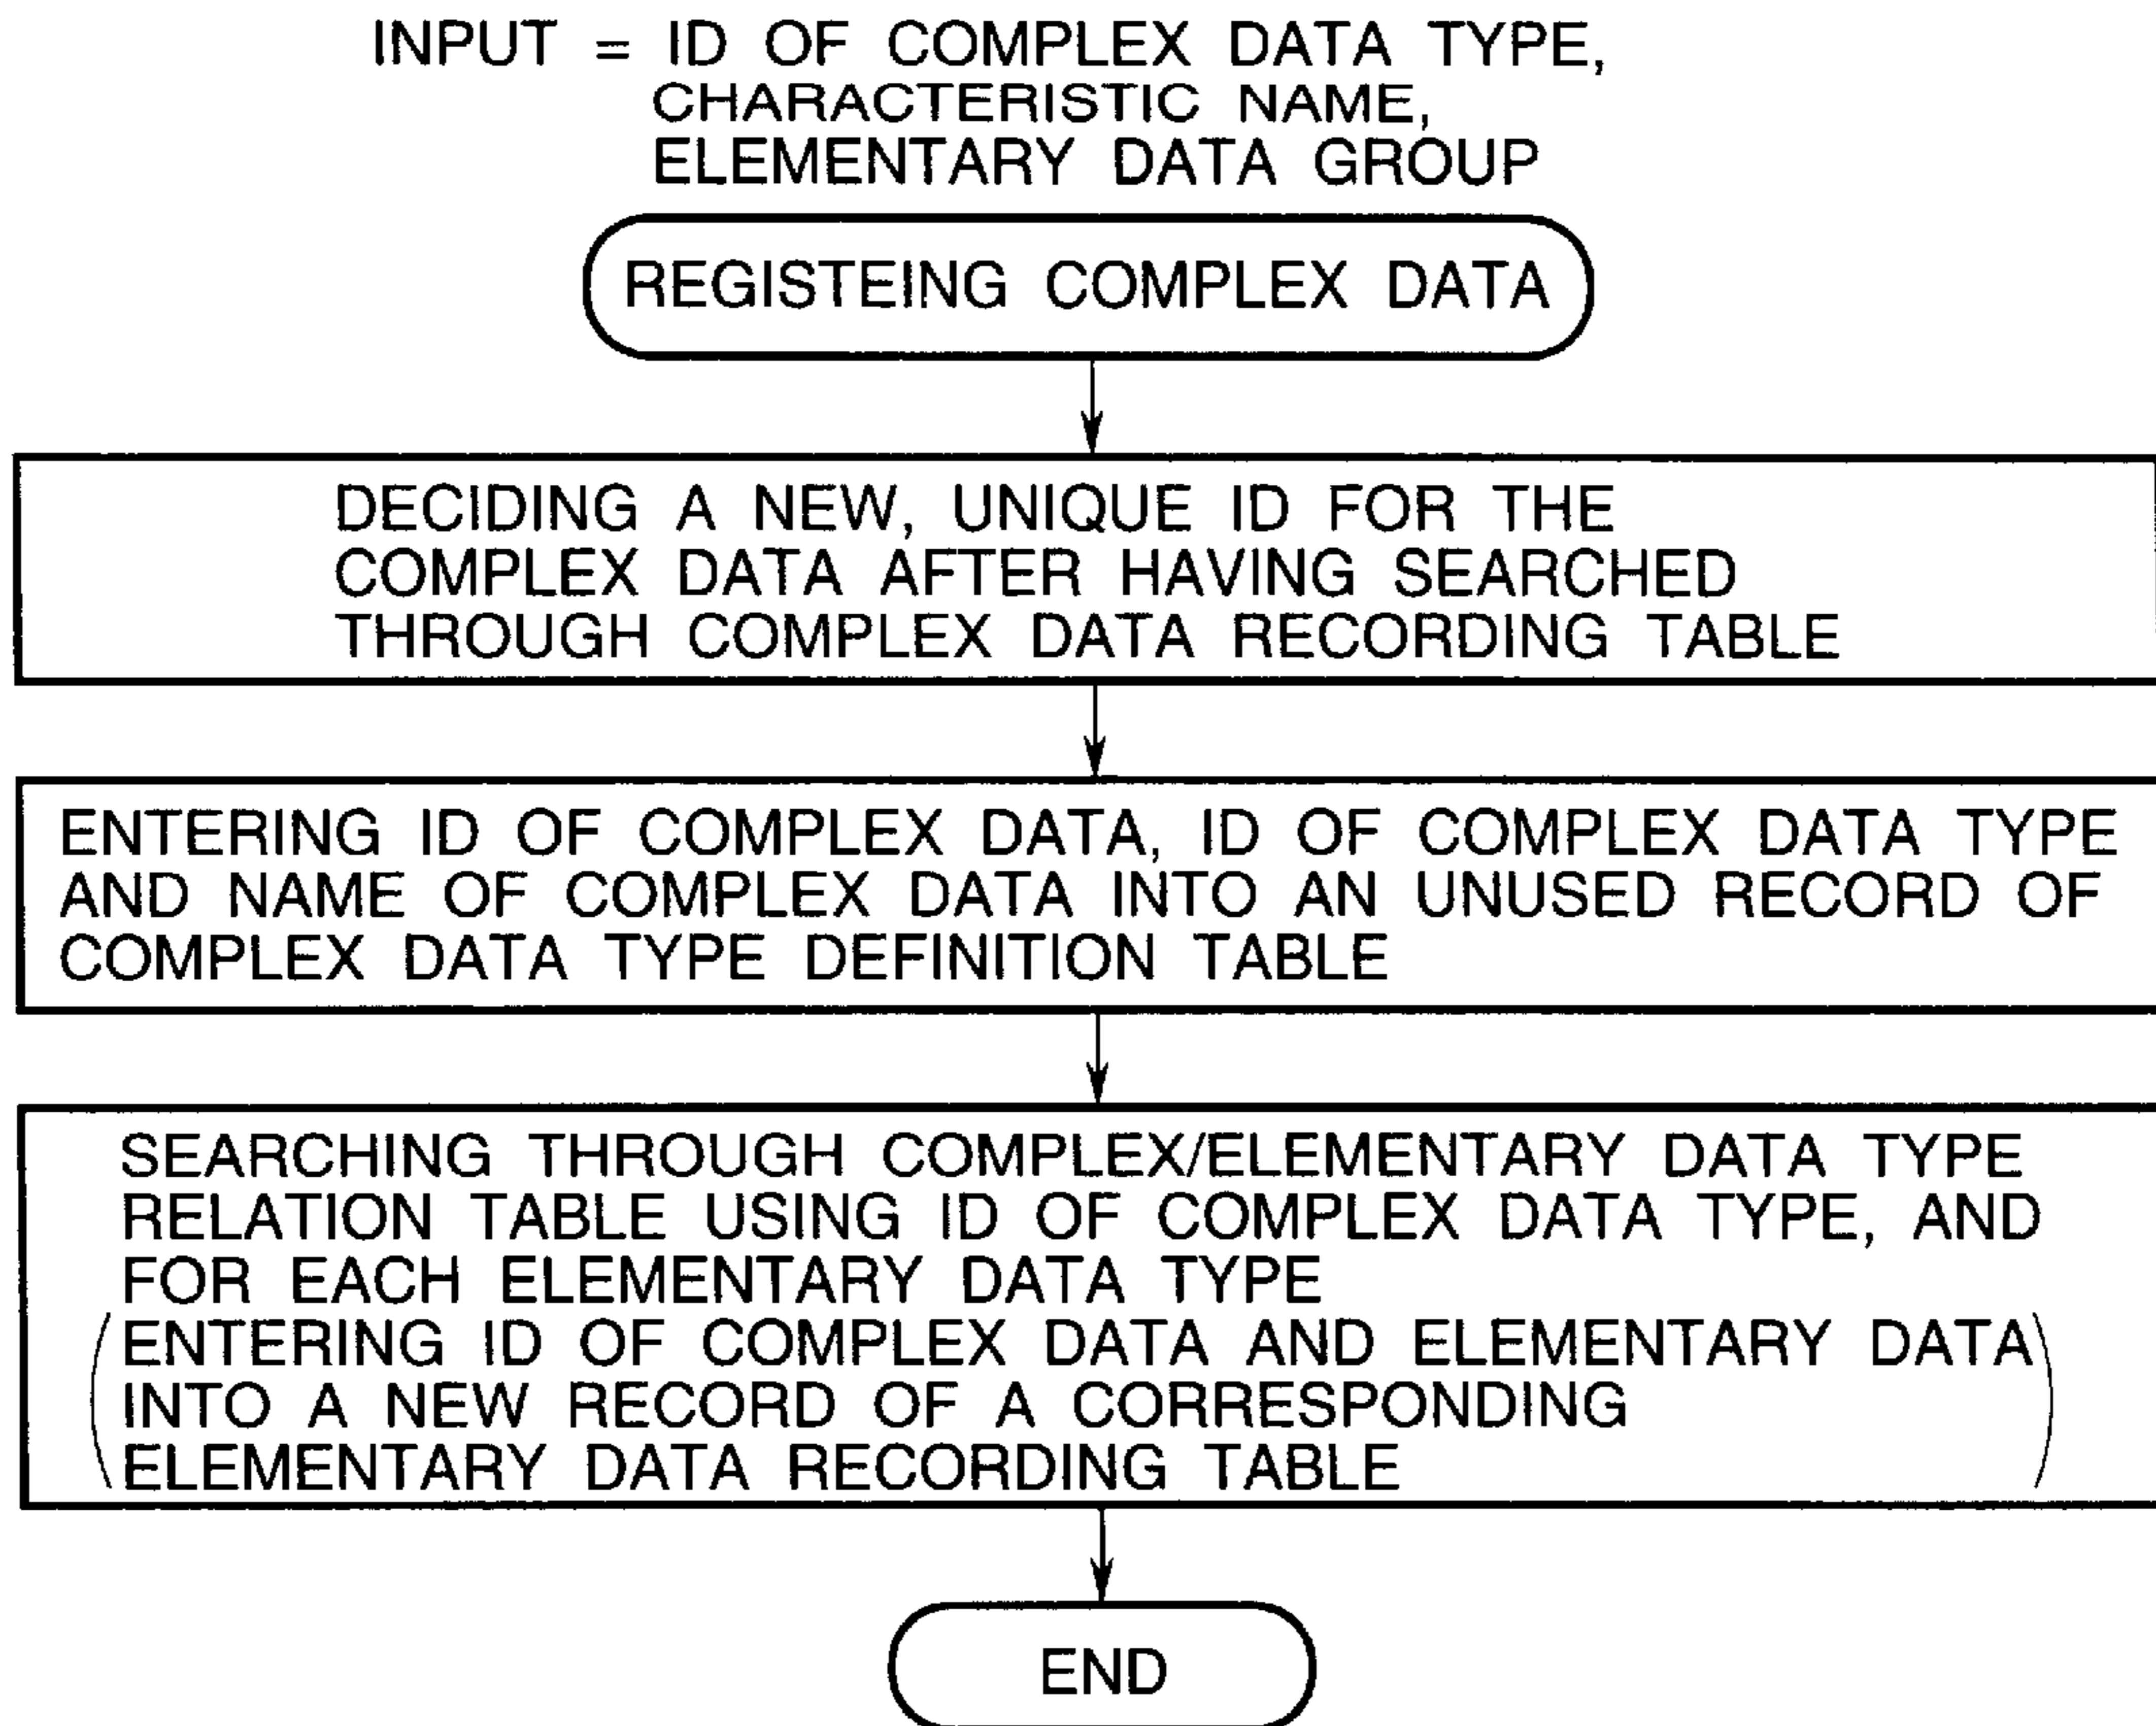 INPUT = ID OF COMPLEX DATA TYPE,
CHARACTERISTIC NAME,
ELEMENTARY DATA GROUP
REGISTEING COMPLEX DATA
DECIDING A NEW, UNIQUE ID FOR THE
COMPLEX DATA AFTER HAVING SEARCHED
THROUGH COMPLEX DATA RECORDING TABLE
ENTERING ID OF COMPLEX DATA, ID OF COMPLEX DATA TYPE
AND NAME OF COMPLEX DATA INTO AN UNUSED RECORD OF
COMPLEX DATA TYPE DEFINITION TABLE
SEARCHING THROUGH COMPLEX/ELEMENTARY DATA TYPE
RELATION TABLE USING ID OF COMPLEX DATA TYPE, AND
FOR EACH ELEMENTARY DATA TYPE
(ENTERING ID OF COMPLEX DATA AND ELEMENTARY DATA
INTO A NEW RECORD OF A CORRESPONDING
ELEMENTARY DATA RECORDING TABLE)
END